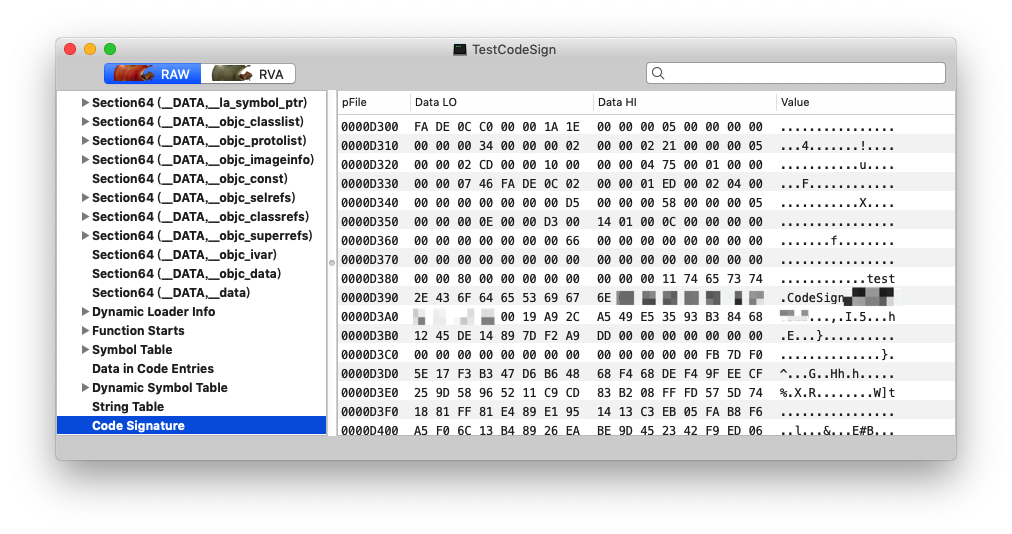 TestCodeSign
RAW RVA
Section64 (__DATA,__la_symbol_ptr)
Section64 (__DATA,__objc_classlist)
Section64 (__DATA,__objc_protolist)
Section64 (__DATA,__objc_imageinfo)
Section64 (__DATA,__objc_const)
Section64 (__DATA,__objc_selrefs)
Section64 (__DATA,__objc_classrefs)
Section64 (__DATA,__objc_superrefs)
Section64 (__DATA,__objc_ivar)
Section64 (__DATA,__objc_data)
Section64 (__DATA,__data)
Dynamic Loader Info
Function Starts
Symbol Table
Data in Code Entries
Dynamic Symbol Table
String Table
Code Signature
pFile Data LO Data HI Value
0000D300 FA DE 0C C0 00 00 1A 1E 00 00 00 05 00 00 00 00 ................
0000D310 00 00 00 34 00 00 00 02 00 00 02 21 00 00 00 05 ...4.......!....
0000D320 00 00 02 CD 00 00 10 00 00 00 04 75 00 01 00 00 ...........u....
0000D330 00 00 07 46 FA DE 0C 02 00 00 01 ED 00 02 04 00 ...F............
0000D340 00 00 00 00 00 00 00 D5 00 00 00 58 00 00 00 05 ...........X....
0000D350 00 00 00 0E 00 00 D3 00 14 01 00 0C 00 00 00 00 ................
0000D360 00 00 00 00 00 00 00 66 00 00 00 00 00 00 00 00 .......f........
0000D370 00 00 00 00 00 00 00 00 00 00 00 00 00 00 00 00 ................
0000D380 00 00 80 00 00 00 00 00 00 00 00 11 74 65 73 74 ............test
0000D390 2E 43 6F 64 65 53 69 67 6E .CodeSign
0000D3A0 00 19 A2 2C A5 49 E5 35 93 B3 84 68 ...,.I.5...h
0000D3B0 12 45 DE 14 89 7D F2 A9 DD 00 00 00 00 00 00 00 .E...}..........
0000D3C0 00 00 00 00 00 00 00 00 00 00 00 00 00 FB 7D F0 ..............}.
0000D3D0 5E 17 F3 B3 47 D6 B6 48 68 F4 68 DE F4 9F EE CF ^...G..Hh.h.....
0000D3E0 25 9D 58 96 52 11 C9 CD 83 B2 08 FF FD 57 5D 74 %.X.R........W]t
0000D3F0 18 81 FF 81 E4 89 E1 95 14 13 C3 EB 05 FA B8 F6 ................
0000D400 A5 F0 6C 13 B4 89 26 EA BE 9D 45 23 42 F9 ED 06 ..l...&...E#B...